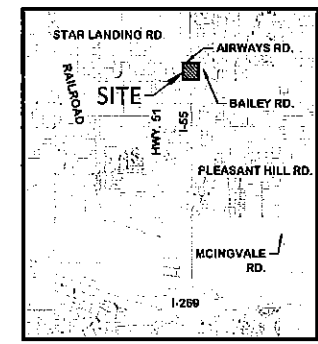 STAR LANDING RD.
AIRWAYS RD.
RAILROAD
SITE
BAILEY RD.
HWY. 51
I-55
PLEASANT HILL RD.
MCINGVALE
RD.
I-269